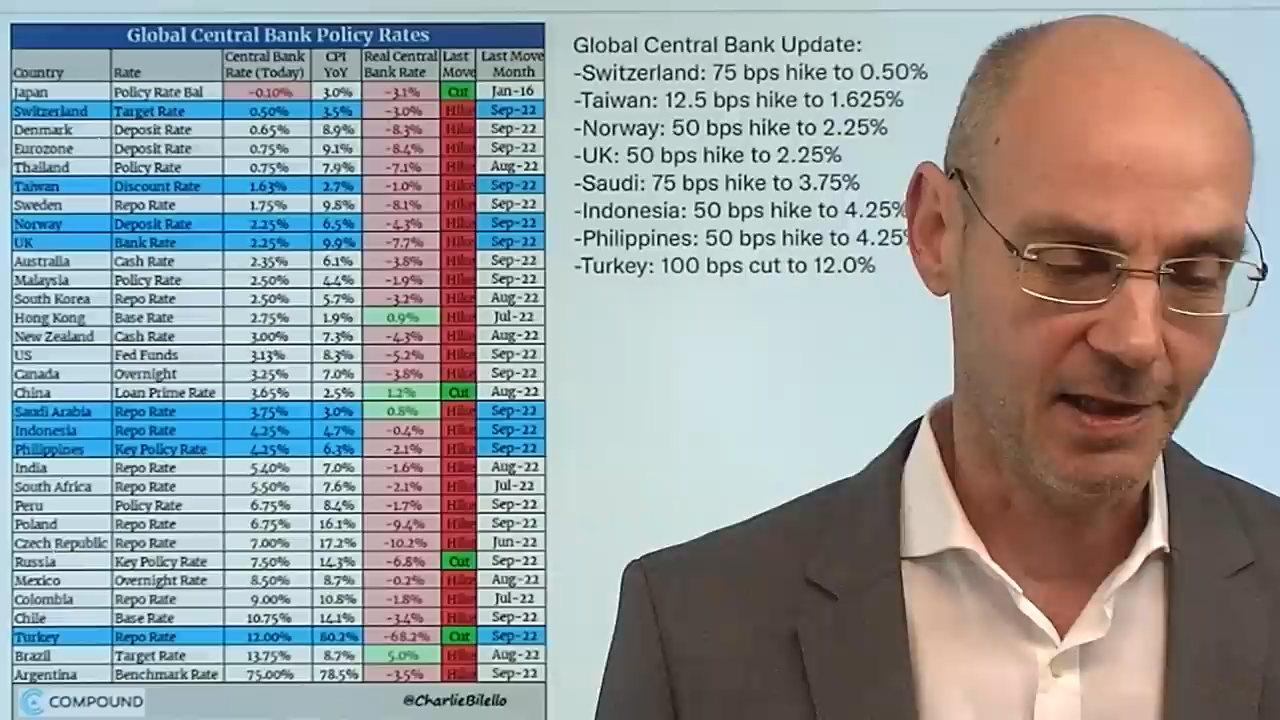 Global Central Bank Policy Rates
Country Rate Central Bank Rate (Today) CPI YoY Real Central Bank Rate Last Move Last Move Month
Japan Policy Rate Bal -0.10% 3.0% -3.1% Cut Jan-16
Switzerland Target Rate 0.50% 3.5% -3.0% Hike Sep-22
Denmark Deposit Rate 0.65% 8.9% -8.3% Hike Sep-22
Eurozone Deposit Rate 0.75% 9.1% -8.4% Hike Sep-22
Thailand Policy Rate 0.75% 7.9% -7.1% Hike Aug-22
Taiwan Discount Rate 1.63% 2.7% -1.0% Hike Sep-22
Sweden Repo Rate 1.75% 9.8% -8.1% Hike Sep-22
Norway Deposit Rate 2.25% 6.5% -4.3% Hike Sep-22
UK Bank Rate 2.25% 9.9% -7.7% Hike Sep-22
Australia Cash Rate 2.35% 6.1% -3.8% Hike Sep-22
Malaysia Policy Rate 2.50% 4.4% -1.9% Hike Sep-22
South Korea Repo Rate 2.50% 5.7% -3.2% Hike Aug-22
Hong Kong Base Rate 2.75% 1.9% 0.9% Hike Jul-22
New Zealand Cash Rate 3.00% 7.3% -4.3% Hike Aug-22
US Fed Funds 3.13% 8.3% -5.2% Hike Sep-22
Canada Overnight 3.25% 7.0% -3.8% Hike Sep-22
China Loan Prime Rate 3.65% 2.5% 1.2% Cut Aug-22
Saudi Arabia Repo Rate 3.75% 3.0% 0.8% Hike Sep-22
Indonesia Repo Rate 4.25% 4.7% -0.4% Hike Sep-22
Philippines Key Policy Rate 4.25% 6.3% -2.1% Hike Sep-22
India Repo Rate 5.40% 7.0% -1.6% Hike Aug-22
South Africa Repo Rate 5.50% 7.6% -2.1% Hike Jul-22
Peru Policy Rate 6.75% 8.4% -1.7% Hike Sep-22
Poland Repo Rate 6.75% 16.1% -9.4% Hike Sep-22
Czech Republic Repo Rate 7.00% 17.2% -10.2% Hike Jun-22
Russia Key Policy Rate 7.50% 14.3% -6.8% Cut Sep-22
Mexico Overnight Rate 8.50% 8.7% -0.2% Hike Aug-22
Colombia Repo Rate 9.00% 10.8% -1.8% Hike Jul-22
Chile Base Rate 10.75% 14.1% -3.4% Hike Sep-22
Turkey Repo Rate 12.00% 80.2% -68.2% Cut Sep-22
Brazil Target Rate 13.75% 8.7% 5.0% Hike Aug-22
Argentina Benchmark Rate 75.00% 78.5% -3.5% Hike Sep-22
COMPOUND @CharlieBilello
Global Central Bank Update:
-Switzerland: 75 bps hike to 0.50%
-Taiwan: 12.5 bps hike to 1.625%
-Norway: 50 bps hike to 2.25%
-UK: 50 bps hike to 2.25%
-Saudi: 75 bps hike to 3.75%
-Indonesia: 50 bps hike to 4.25%
-Philippines: 50 bps hike to 4.25%
-Turkey: 100 bps cut to 12.0%